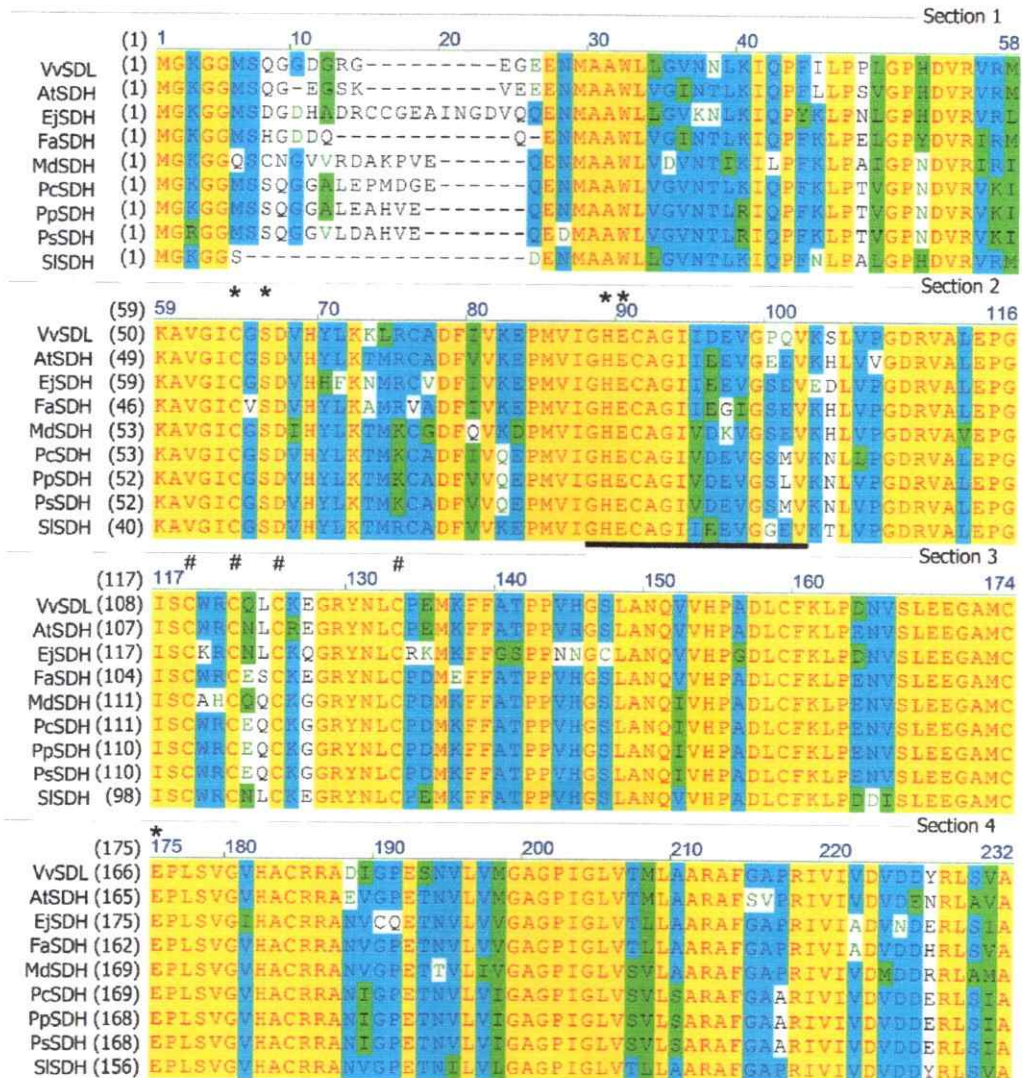 Section 1
(1) 1 10 20 30 40 58
VvSDL (1) MGKGGMSQGGDGRG---------EGEENMAAWLLGVNNLKIQPFILPPLGPHDVRVRM
AtSDH (1) MGKGGMSQG-EGSK---------VEEENMAAWLVGINTLKIQPFLLPSVGPHDVRVRM
EjSDH (1) MGKGGMSDGDHADRCCGEAINGDVQQENMAAWLLGVKNLKIQPYKLPNLGPHDVRVRL
FaSDH (1) MGKGGMSHGDDQ------------Q-ENMAAWLVGINTLKIQPFKLPELGPYDVRIRM
MdSDH (1) MGKGGQSCNGVVRDAKPVE------QENMAAWLVDVNTIKILPFKLPAIGPNDVRIRI
PcSDH (1) MGKGGMSSQGGALEPMDGE------QENMAAWLVGVNTLKIQPFKLPTVGPNDVRVKI
PpSDH (1) MGKGGMSSQGGALEAHVE-------QENMAAWLVGVNTLRIQPFKLPTVGPNDVRVKI
PsSDH (1) MGRGGMSSQGGVLDAHVE-------QEDMAAWLVGVNTLRIQPFKLPTVGPNDVRVKI
SlSDH (1) MGKGGS--------------------DENMAAWLVGVNTLKIQPFNLPALGPHDVRVRM
Section 2
* * * *
(59) 59 70 80 90 100 116
VvSDL (50) KAVGICGSDVHYLKKLRCADFIVKEPMVIGHECAGIIDEVGPQVKSLVPGDRVALEPG
AtSDH (49) KAVGICGSDVHYLKTMRCADFVVKEPMVIGHECAGIIEEVGEEVKHLVVGDRVALEPG
EjSDH (59) KAVGICGSDVHHFKNMRCVDFIVKEPMVIGHECAGIIEEVGSEVEDLVPGDRVALEPG
FaSDH (46) KAVGICVSDVHYLKAMRVADFIVKEPMVIGHECAGIIEGIGSEVKHLVPGDRVALEPG
MdSDH (53) KAVGICGSDIHYLKTMKCGDFQVKDPMVIGHECAGIVDKVGSEVKHLVPGDRVAVEPG
PcSDH (53) KAVGICGSDVHYLKTMKCADFIVQEPMVIGHECAGIVDEVGSMVKNLLPGDRVALEPG
PpSDH (52) KAVGICGSDVHYLKTMKCADFVVQEPMVIGHECAGIVDEVGSLVKNLVPGDRVALEPG
PsSDH (52) KAVGICGSDVHYLKTMKCADFVVQEPMVIGHECAGIVDEVGSMVKNLVPGDRVALEPG
SlSDH (40) KAVGICGSDVHYLKTMRCADFVVKEPMVIGHECAGIIEEVGGEVKTLVPGDRVALEPG
Section 3
# # # #
(117) 117 130 140 150 160 174
VvSDL (108) ISCWRCQLCKEGRYNLCPEMKFFATPPVHGSLANQVVHPADLCFKLPDNVSLEEGAMC
AtSDH (107) ISCWRCNLCREGRYNLCPEMKFFATPPVHGSLANQVVHPADLCFKLPENVSLEEGAMC
EjSDH (117) ISCKRCNLCKQGRYNLCRKMKFFGSPPNNGCLANQVVHPGDLCFKLPDNVSLEEGAMC
FaSDH (104) ISCWRCESCKEGRYNLCPDMEFFATPPVHGSLANQVVHPADLCFKLPENVSLEEGAMC
MdSDH (111) ISCAHCQQCKGGRYNLCPDMKFFATPPVHGSLANQIVHPADLCFKLPENVSLEEGAMC
PcSDH (111) ISCWRCEQCKGGRYNLCPDMKFFATPPVHGSLANQIVHPADLCFKLPENVSLEEGAMC
PpSDH (110) ISCWRCEQCKGGRYNLCPDMKFFATPPVHGSLANQIVHPADLCFKLPENVSLEEGAMC
PsSDH (110) ISCWRCEQCKGGRYNLCPDMKFFATPPVHGSLANQIVHPADLCFKLPENVSLEEGAMC
SlSDH (98) ISCWRCNLCKEGRYNLCPEMKFFATPPVHGSLANQVVHPADLCFKLPDDISLEEGAMC
Section 4
*
(175) 175 180 190 200 210 220 232
VvSDL (166) EPLSVGVHACRRADIGPESNVLVMGAGPIGLVTMLAARAFGAPRIVIVDVDDYRLSVA
AtSDH (165) EPLSVGVHACRRAEVGPETNVLVMGAGPIGLVTMLAARAFSVPRIVIVDVDENRLAVA
EjSDH (175) EPLSVGIHACRRANVCQETNVLVVGAGPIGLVTLLAARAFGAPRIVIADVNDERLSIA
FaSDH (162) EPLSVGVHACRRANVGPETNVLVVGAGPIGLVTLLAARAFGAPRIVIADVDDHRLSVA
MdSDH (169) EPLSVGVHACRRANVGPETTVLIVGAGPIGLVSVLAARAFGAPRIVIVDMDDRRLAMA
PcSDH (169) EPLSVGVHACRRANIGPETNVLVIGAGPIGLVSVLSARAFGAARIVIVDVDDERLSIA
PpSDH (168) EPLSVGVHACRRANIGPETNVLVIGAGPIGLVSVLSARAFGAARIVIVDVDDERLSIA
PsSDH (168) EPLSVGVHACRRANIGPETNVLVIGAGPIGLVSVLSARAFGAARIVIVDVDDERLSIA
SlSDH (156) EPLSVGVHACRRANVGPETNILVLGAGPIGLVTLLAARAFGAPRIVIVDVDDYRLSVA